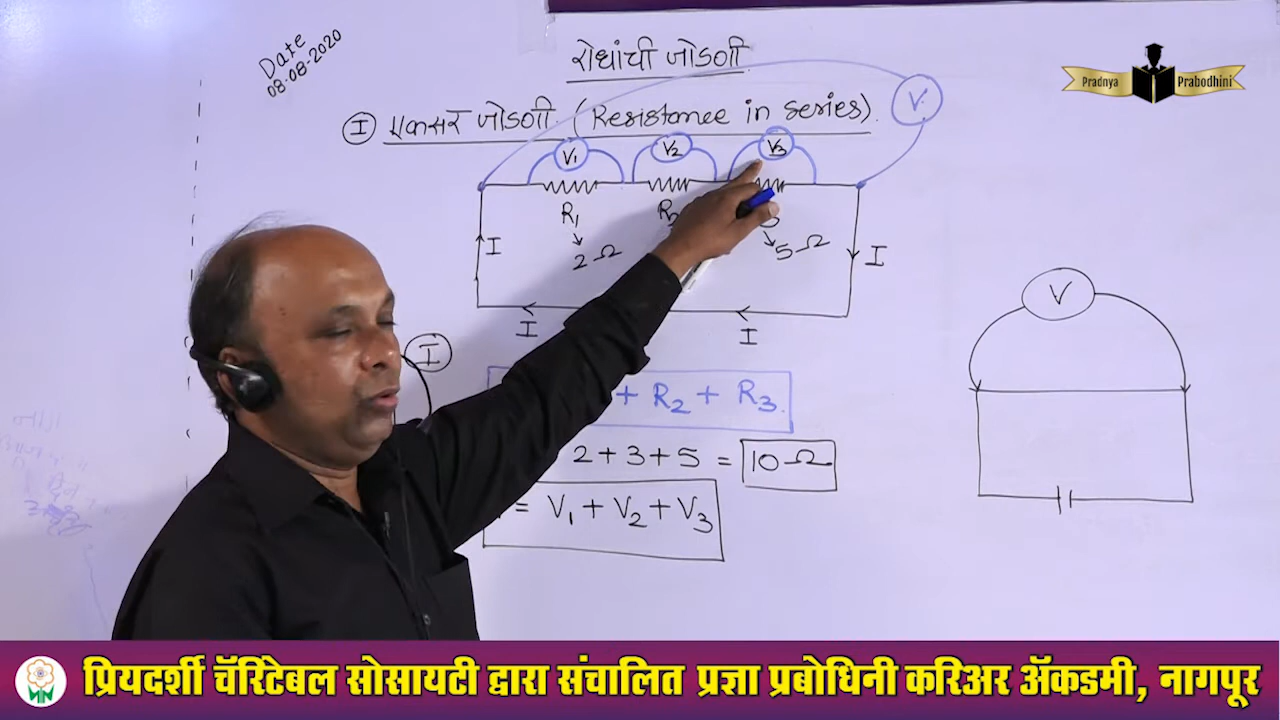 Date
08-08-2020
रोधांची जोडणी
Pradnya Prabodhini
I एकसर जोडणी (Resistance in series).
V
V1 V2 V3
R1
2 Ω
5 Ω
I
I
I
I
I
V
+ R2 + R3.
2 + 3 + 5 = 10 Ω
= V1 + V2 + V3
प्रियदर्शी चॅरिटेबल सोसायटी द्वारा संचालित प्रज्ञा प्रबोधिनी करिअर ॲकडमी, नागपूर